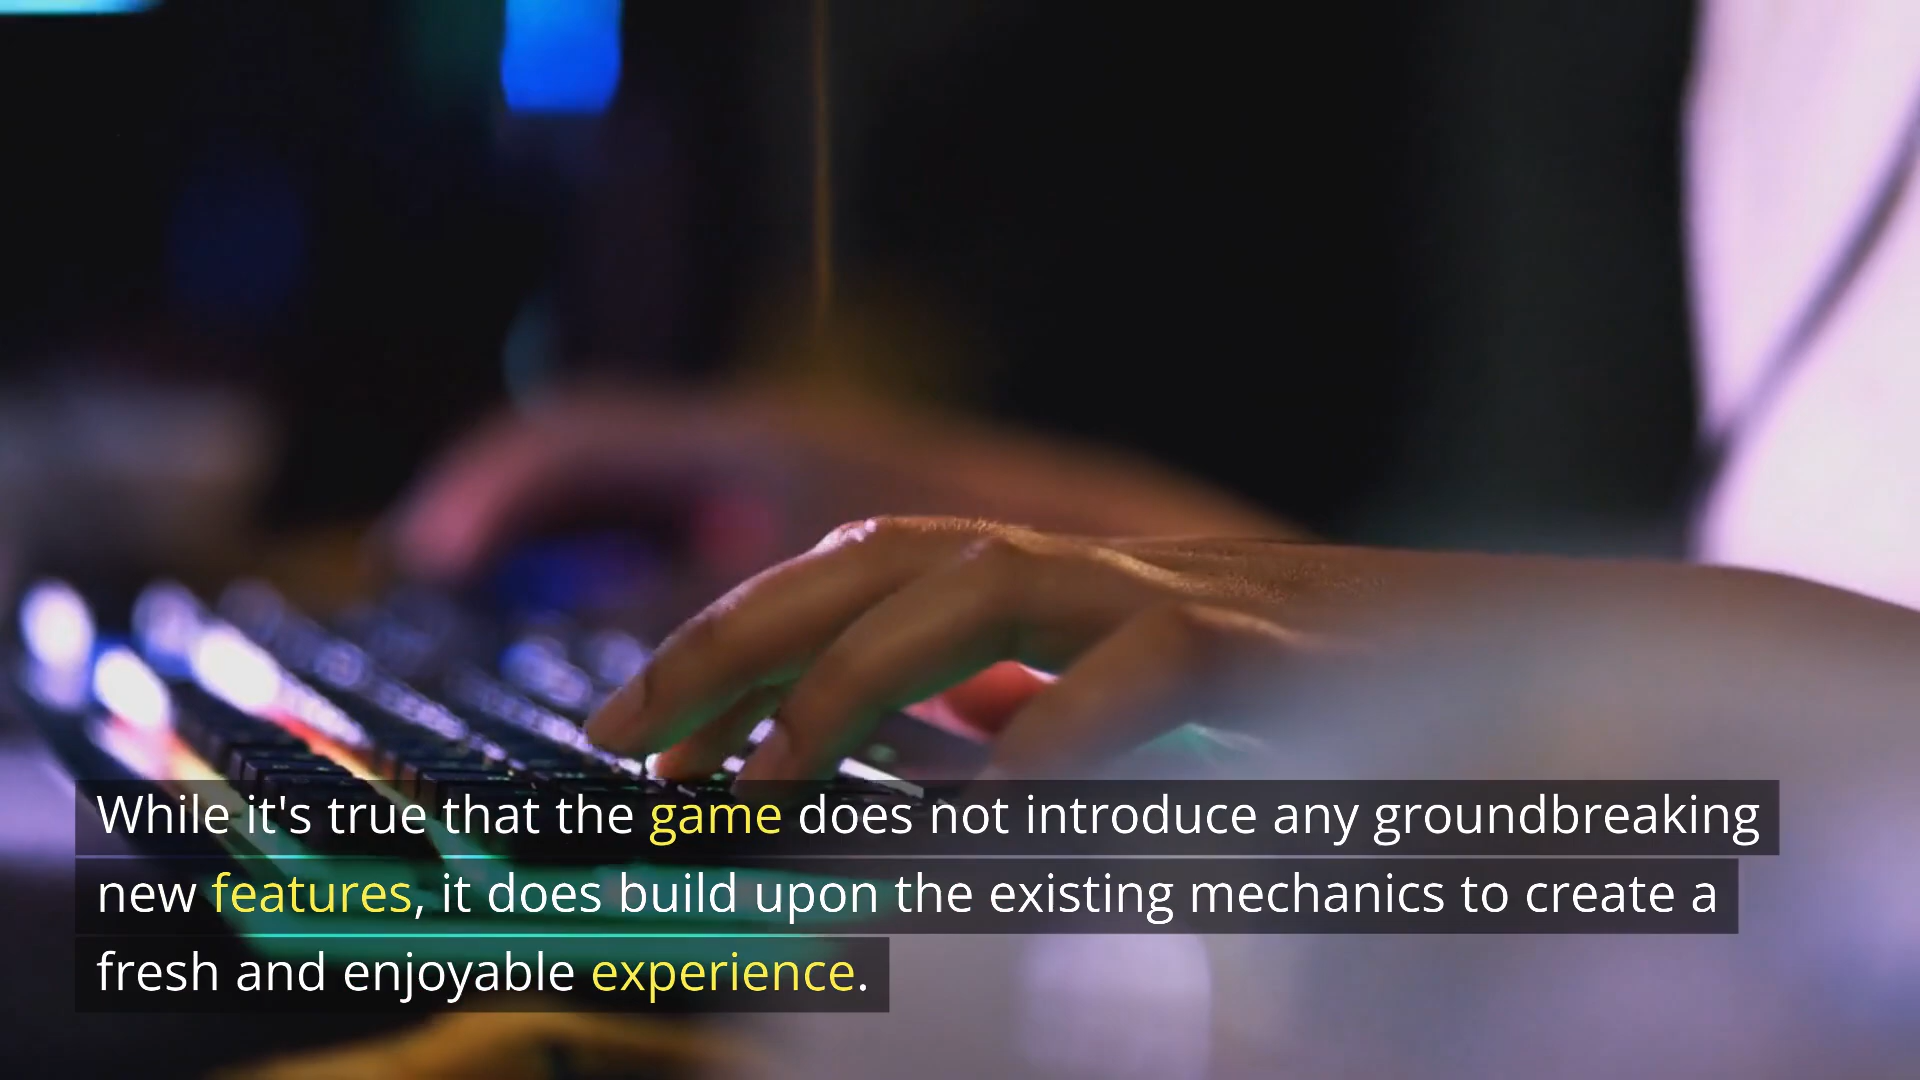 While it's true that the game does not introduce any groundbreaking
new features, it does build upon the existing mechanics to create a
fresh and enjoyable experience.